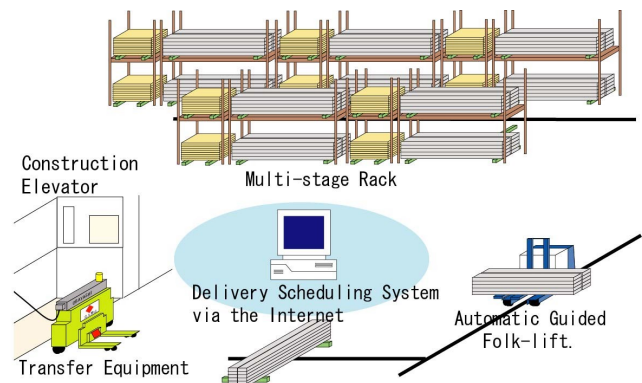 Multi-stage Rack
Construction
Elevator
Delivery Scheduling System
via the Internet
Automatic Guided
Folk-lift.
Transfer Equipment